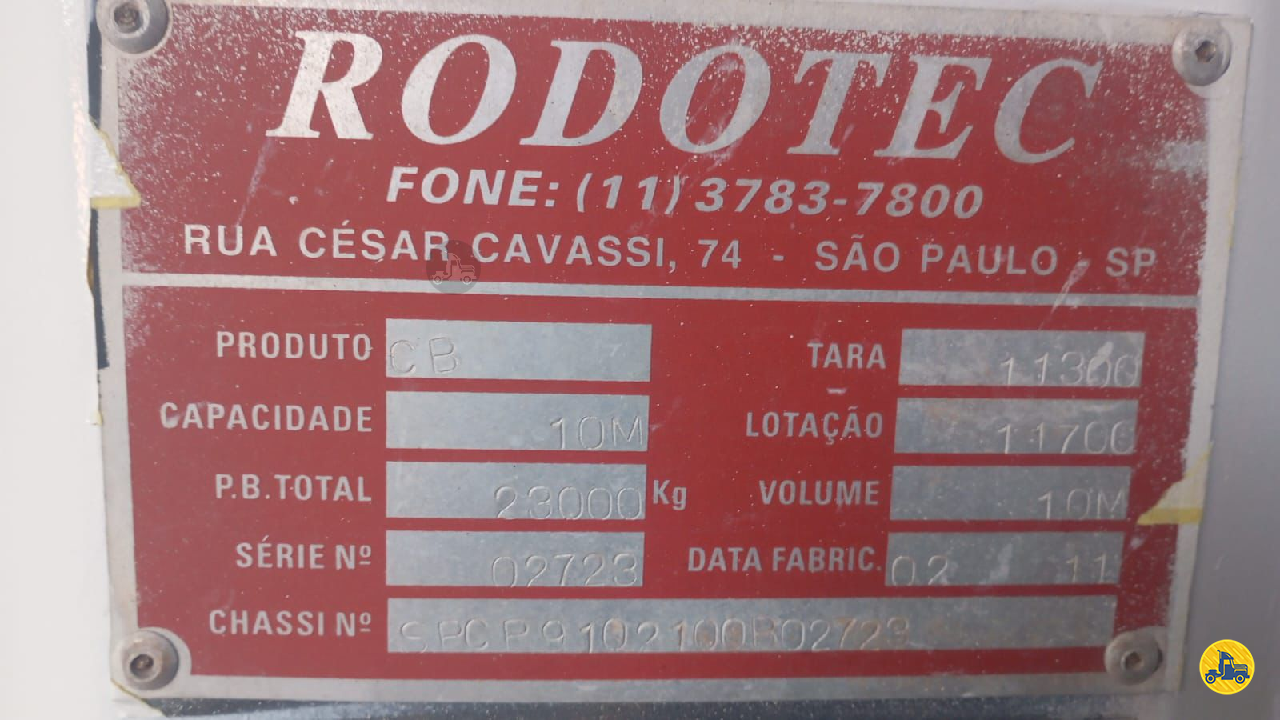 RODOTEC
FONE: (11) 3783-7800
RUA CÉSAR CAVASSI, 74 - SÃO PAULO - SP
PRODUTO CB TARA 11300
CAPACIDADE 10M LOTAÇÃO 11700
P.B.TOTAL 23000 Kg VOLUME 10M
SÉRIE Nº 02723 DATA FABRIC. 02 11
CHASSI Nº